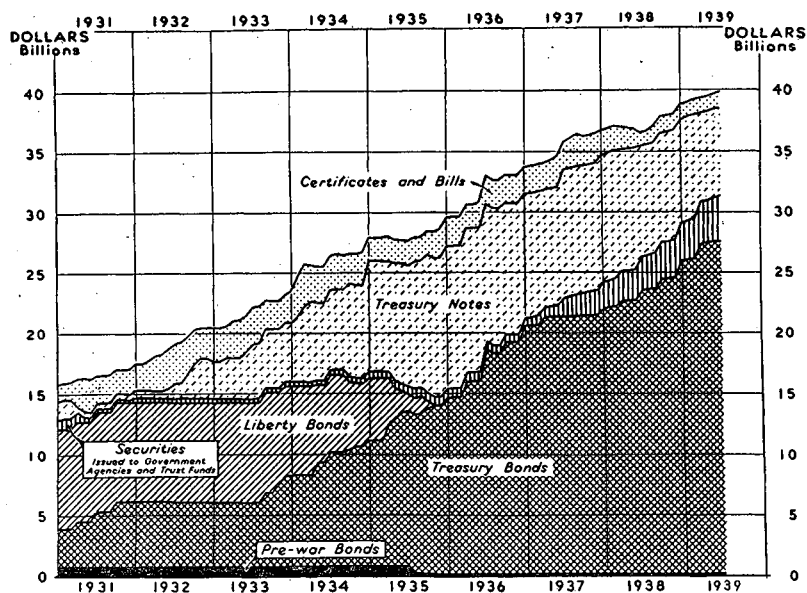 1931 1932 1933 1934 1935 1936 1937 1938 1939
DOLLARS
Billions
DOLLARS
Billions
40 40
35 35
Certificates and Bills
30 30
25 25
Treasury Notes
20 20
15 15
Liberty Bonds
Securities
Issued to Government
Agencies and Trust Funds
10 10
Treasury Bonds
5 5
Pre-war Bonds
0 0
1931 1932 1933 1934 1935 1936 1937 1938 1939